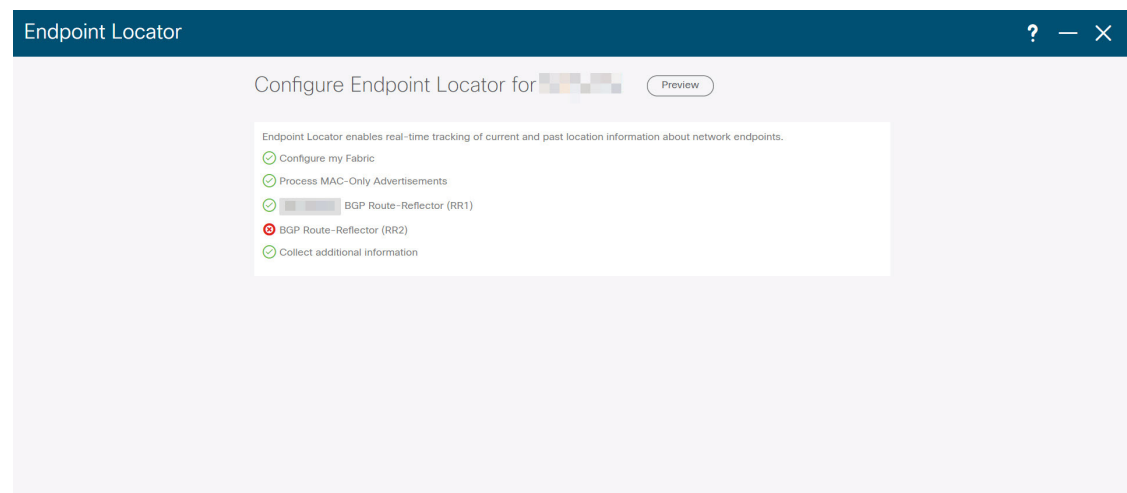 Endpoint Locator ? — ×
Configure Endpoint Locator for Preview
Endpoint Locator enables real-time tracking of current and past location information about network endpoints.
Configure my Fabric
Process MAC-Only Advertisements
BGP Route-Reflector (RR1)
BGP Route-Reflector (RR2)
Collect additional information